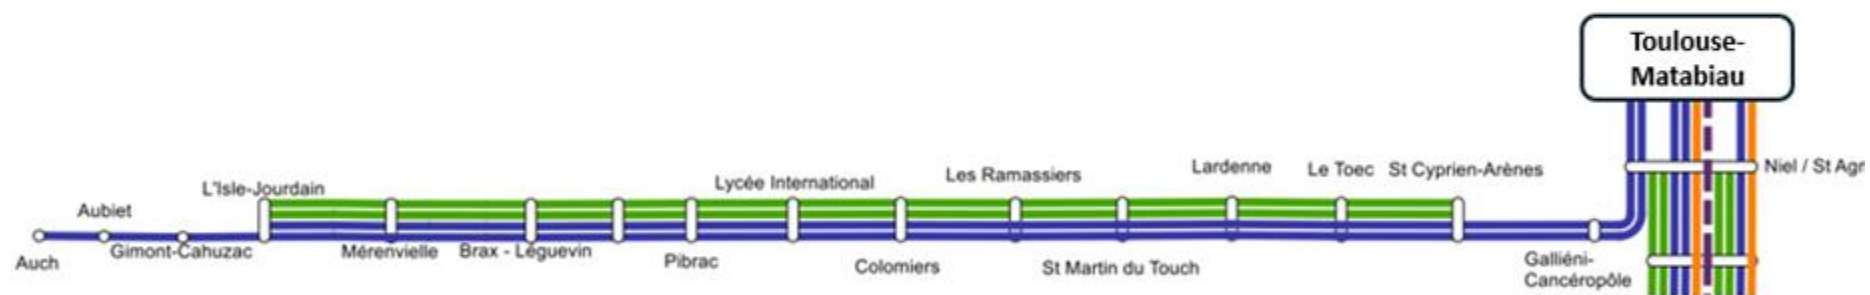 Toulouse-
Matabiau
Niel / St Agr
L'Isle-Jourdain
Lycée International
Les Ramassiers
Lardenne
Le Toec
St Cyprien-Arènes
Aubiet
Gimont-Cahuzac
Mérenvielle
Brax - Léguevin
Pibrac
Colomiers
St Martin du Touch
Galliéni-
Cancéropôle
Auch